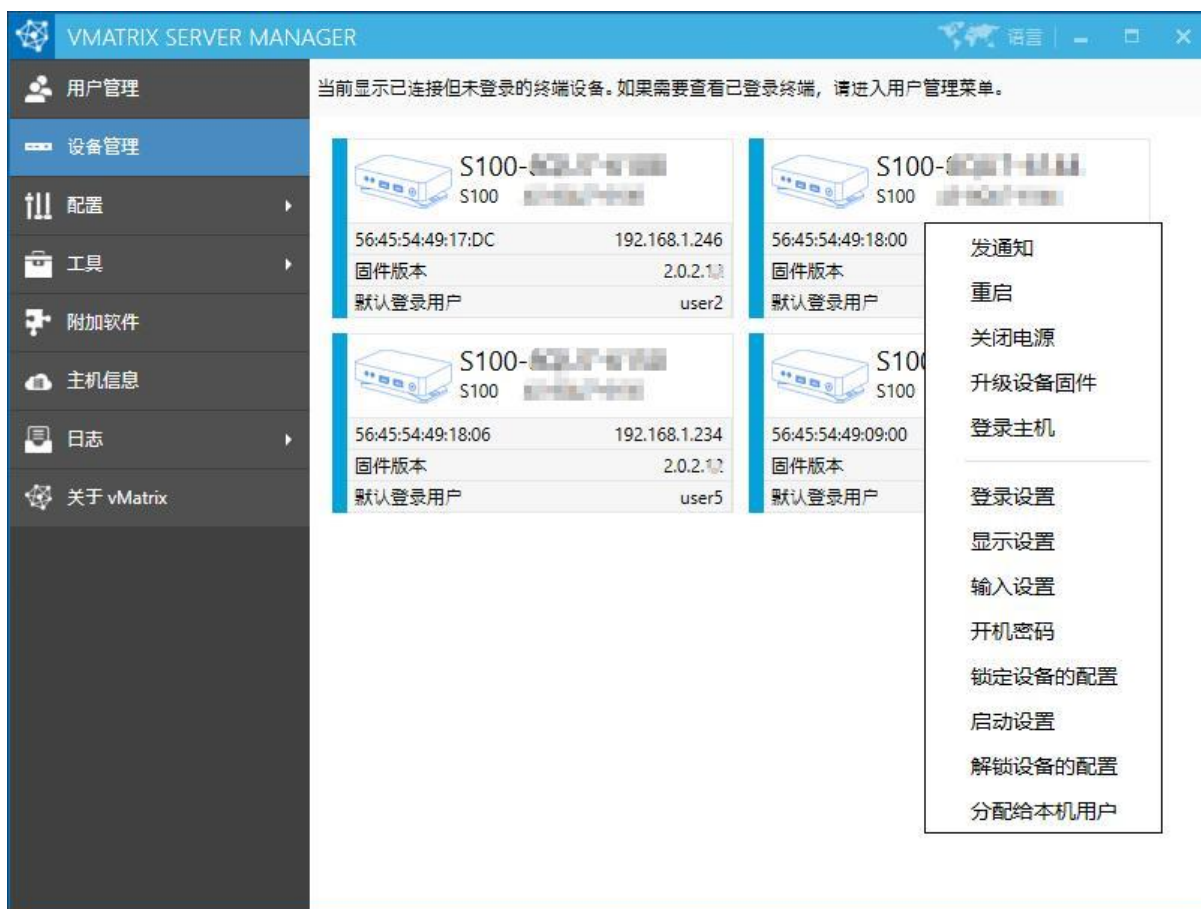 VMATRIX SERVER MANAGER
语言
用户管理
设备管理
配置
工具
附加软件
主机信息
日志
关于 vMatrix
当前显示已连接但未登录的终端设备。如果需要查看已登录终端，请进入用户管理菜单。
S100-
S100
56:45:54:49:17:DC 192.168.1.246
固件版本 2.0.2.
默认登录用户 user2
S100-
S100
56:45:54:49:18:00
固件版本
默认登录用户
S100-
S100
56:45:54:49:18:06 192.168.1.234
固件版本 2.0.2.
默认登录用户 user5
S100
S100
56:45:54:49:09:00
固件版本
默认登录用户
发通知
重启
关闭电源
升级设备固件
登录主机
登录设置
显示设置
输入设置
开机密码
锁定设备的配置
启动设置
解锁设备的配置
分配给本机用户